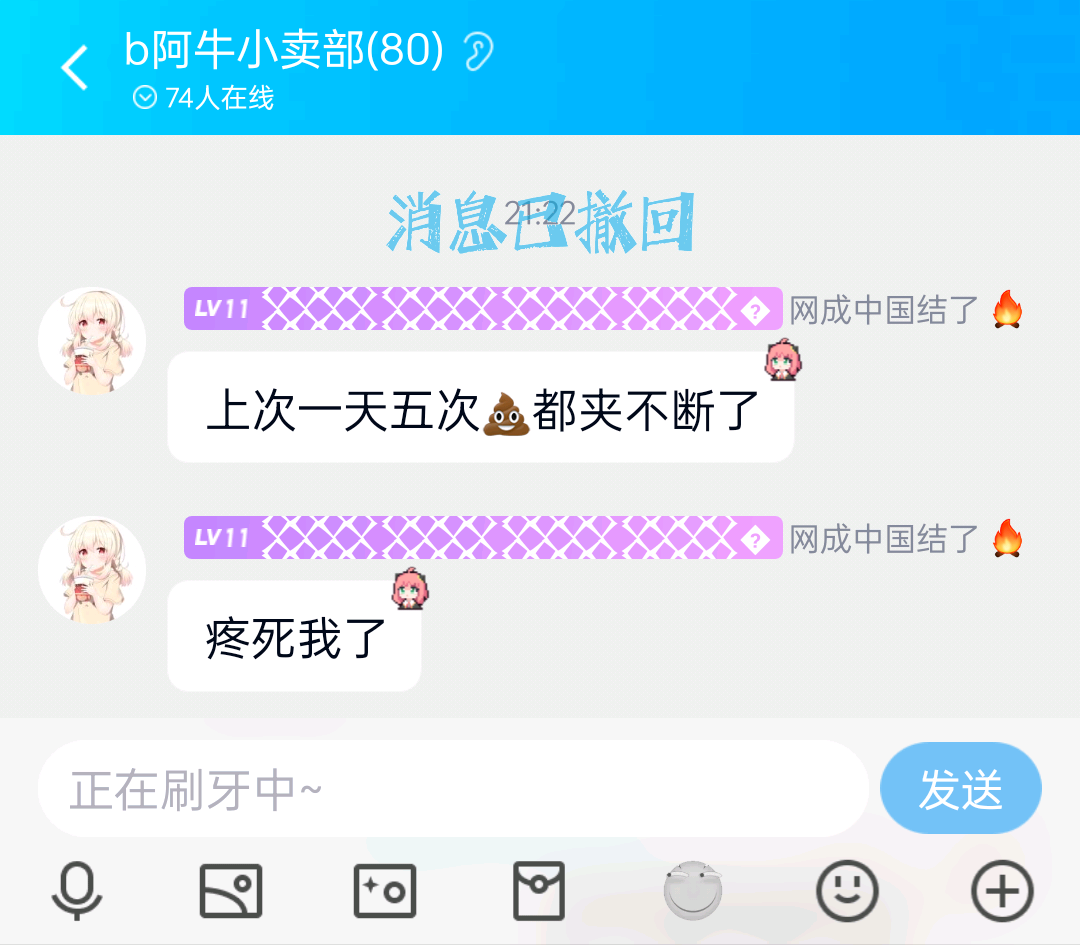 b阿牛小卖部(80)
74人在线
消息已撤回
21:22
LV11 ? 网成中国结了 🔥
上次一天五次💩都夹不断了
LV11 ? 网成中国结了 🔥
疼死我了
正在刷牙中~
发送